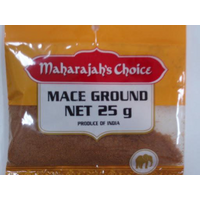 Maharajah's Choice
MACE GROUND
NET 25 g
PRODUCE OF INDIA